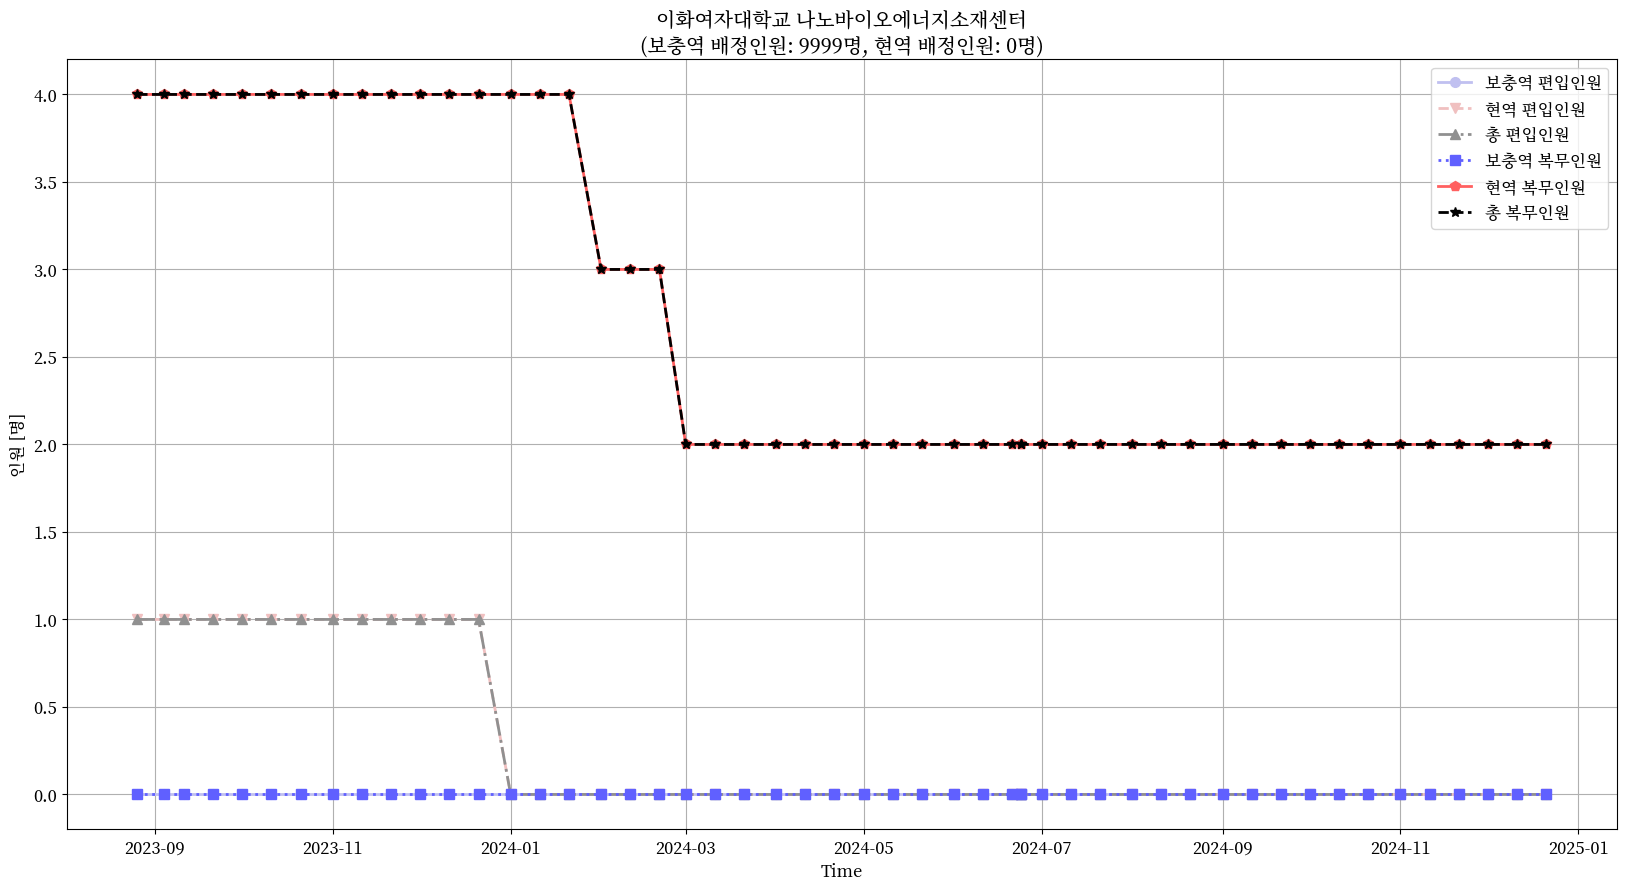 이화여자대학교 나노바이오에너지소재센터
(보충역 배정인원: 9999명, 현역 배정인원: 0명)
보충역 편입인원
현역 편입인원
총 편입인원
보충역 복무인원
현역 복무인원
총 복무인원
인원 [명]
4.0
3.5
3.0
2.5
2.0
1.5
1.0
0.5
0.0
2023-09
2023-11
2024-01
2024-03
2024-05
2024-07
2024-09
2024-11
2025-01
Time